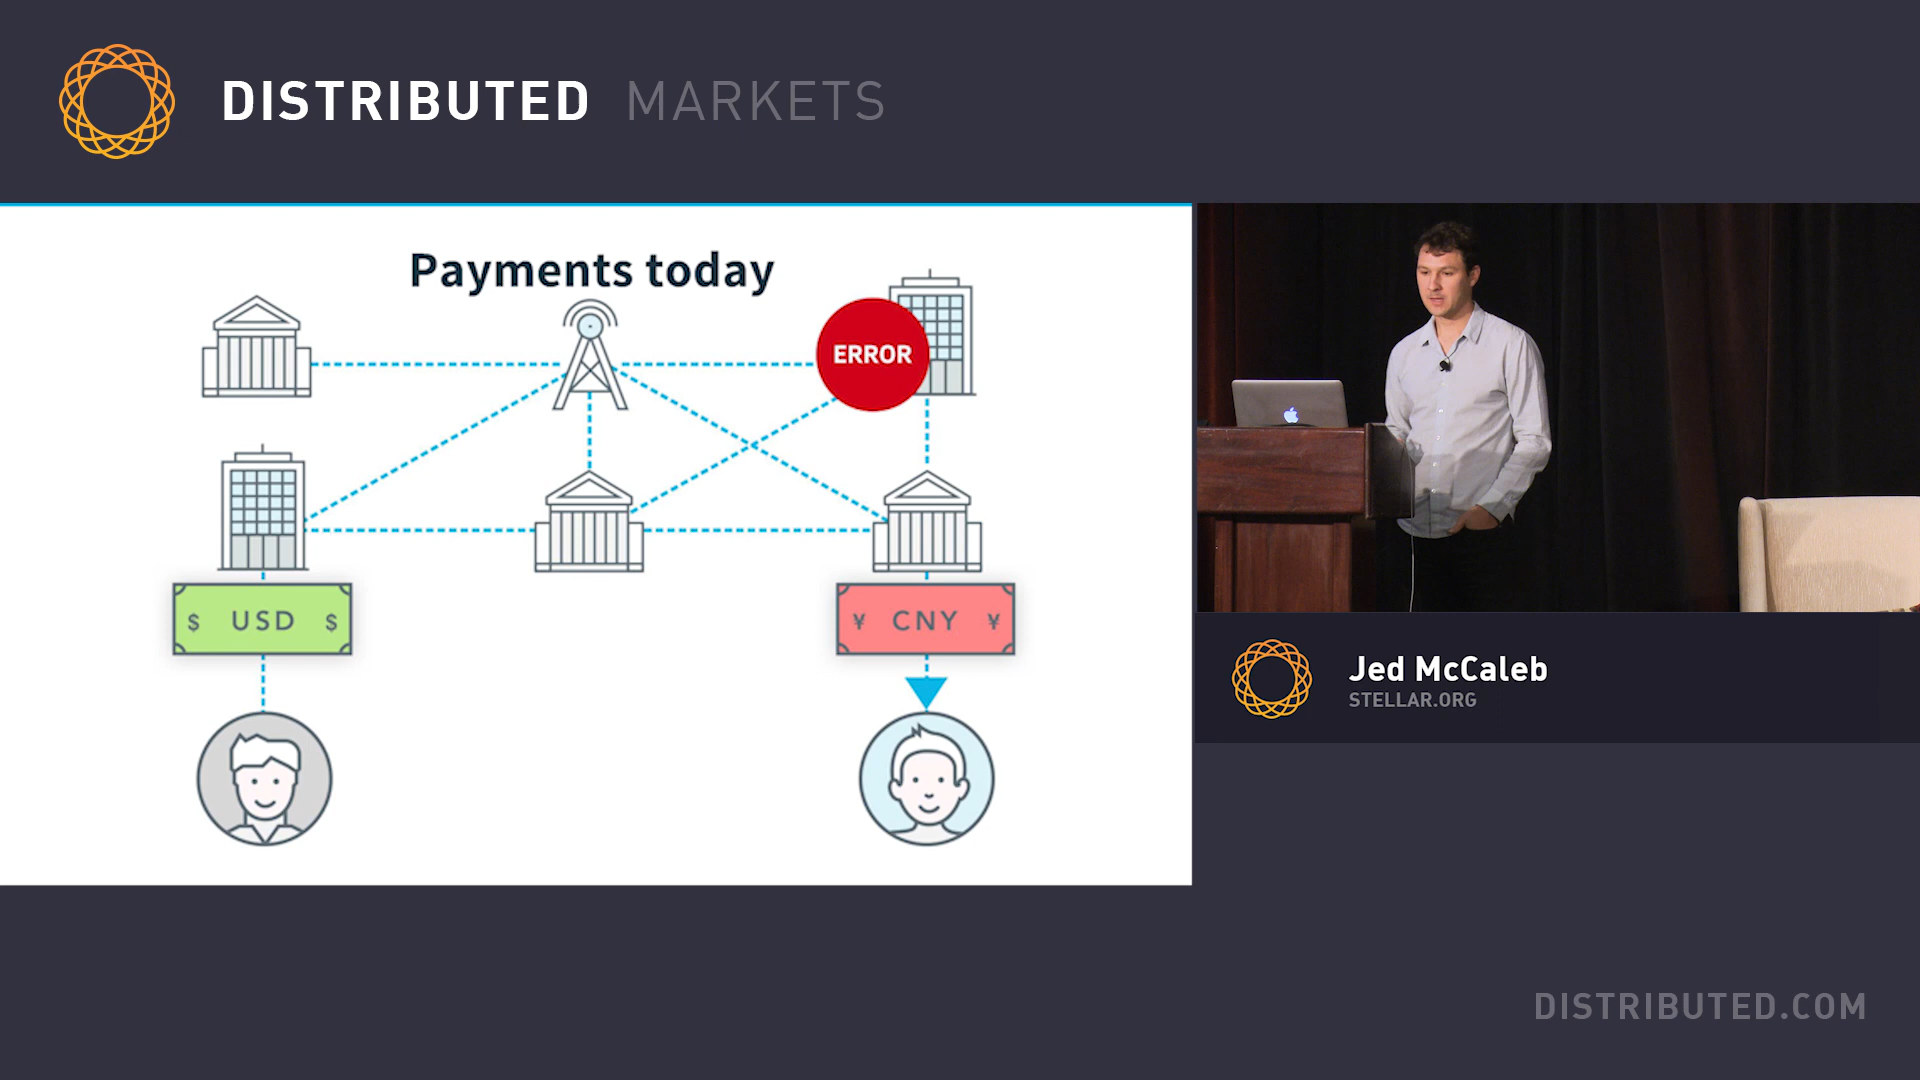 DISTRIBUTED MARKETS
Payments today
ERROR
$ USD $
¥ CNY ¥
Jed McCaleb
STELLAR.ORG
DISTRIBUTED.COM